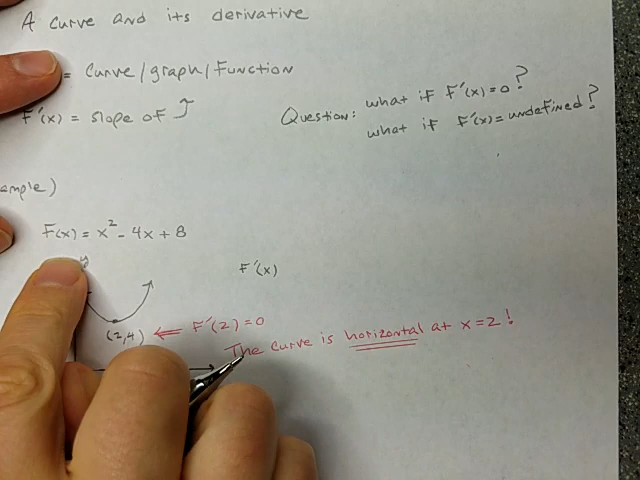 A curve and its derivative
= Curve/graph/Function
F'(x) = slope of
Question: what if F'(x)=0?
what if F'(x)= undefined?
ample)
F(x) = x² - 4x + 8
y
F'(x)
(2,4) ⇐ F'(2)=0
The curve is horizontal at x=2!